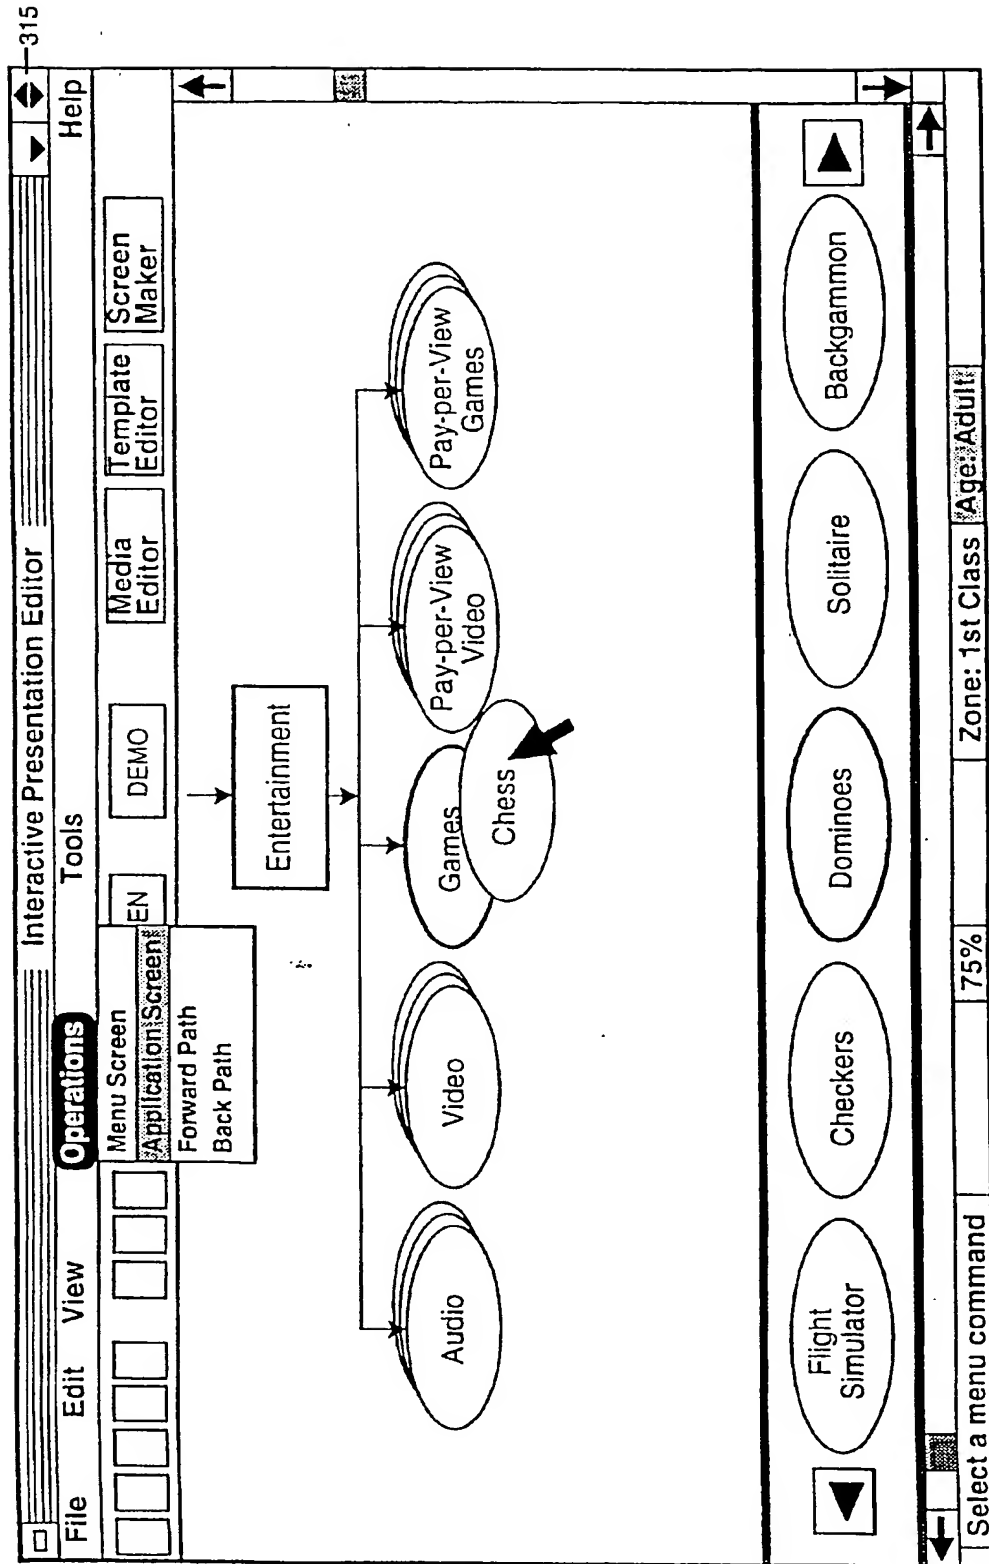 315
Interactive Presentation Editor
File Edit View Operations Tools Help
Menu Screen
Application Screen
Forward Path
Back Path
EN
DEMO
Media
Editor
Template
Editor
Screen
Maker
Entertainment
Audio
Video
Games
Chess
Pay-per-View
Video
Pay-per-View
Games
Flight
Simulator
Checkers
Dominoes
Solitaire
Backgammon
Select a menu command
75%
Zone: 1st Class
Age: Adult